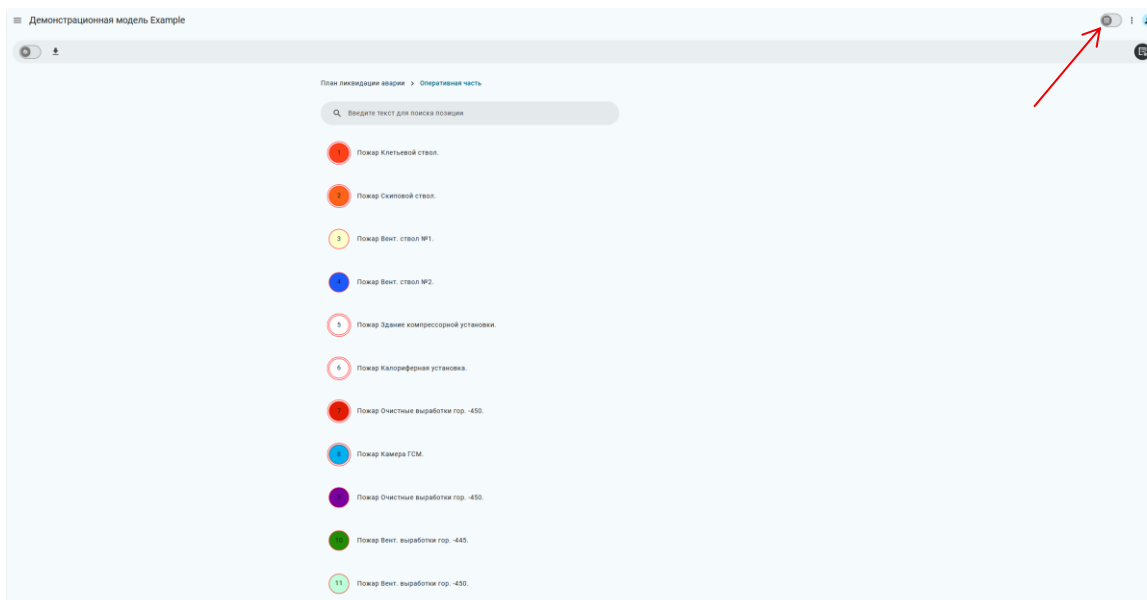 Демонстрационная модель Example
План ликвидации аварии > Оперативная часть
Введите текст для поиска позиции
1 Пожар Клетьевой ствол.
2 Пожар Скиповой ствол.
3 Пожар Вент. ствол №1.
4 Пожар Вент. ствол №2.
5 Пожар Здание компрессорной установки.
6 Пожар Калориферная установка.
7 Пожар Очистные выработки гор. -450.
8 Пожар Камера ГСМ.
9 Пожар Очистные выработки гор. -450.
10 Пожар Вент. выработки гор. -445.
11 Пожар Вент. выработки гор. -450.